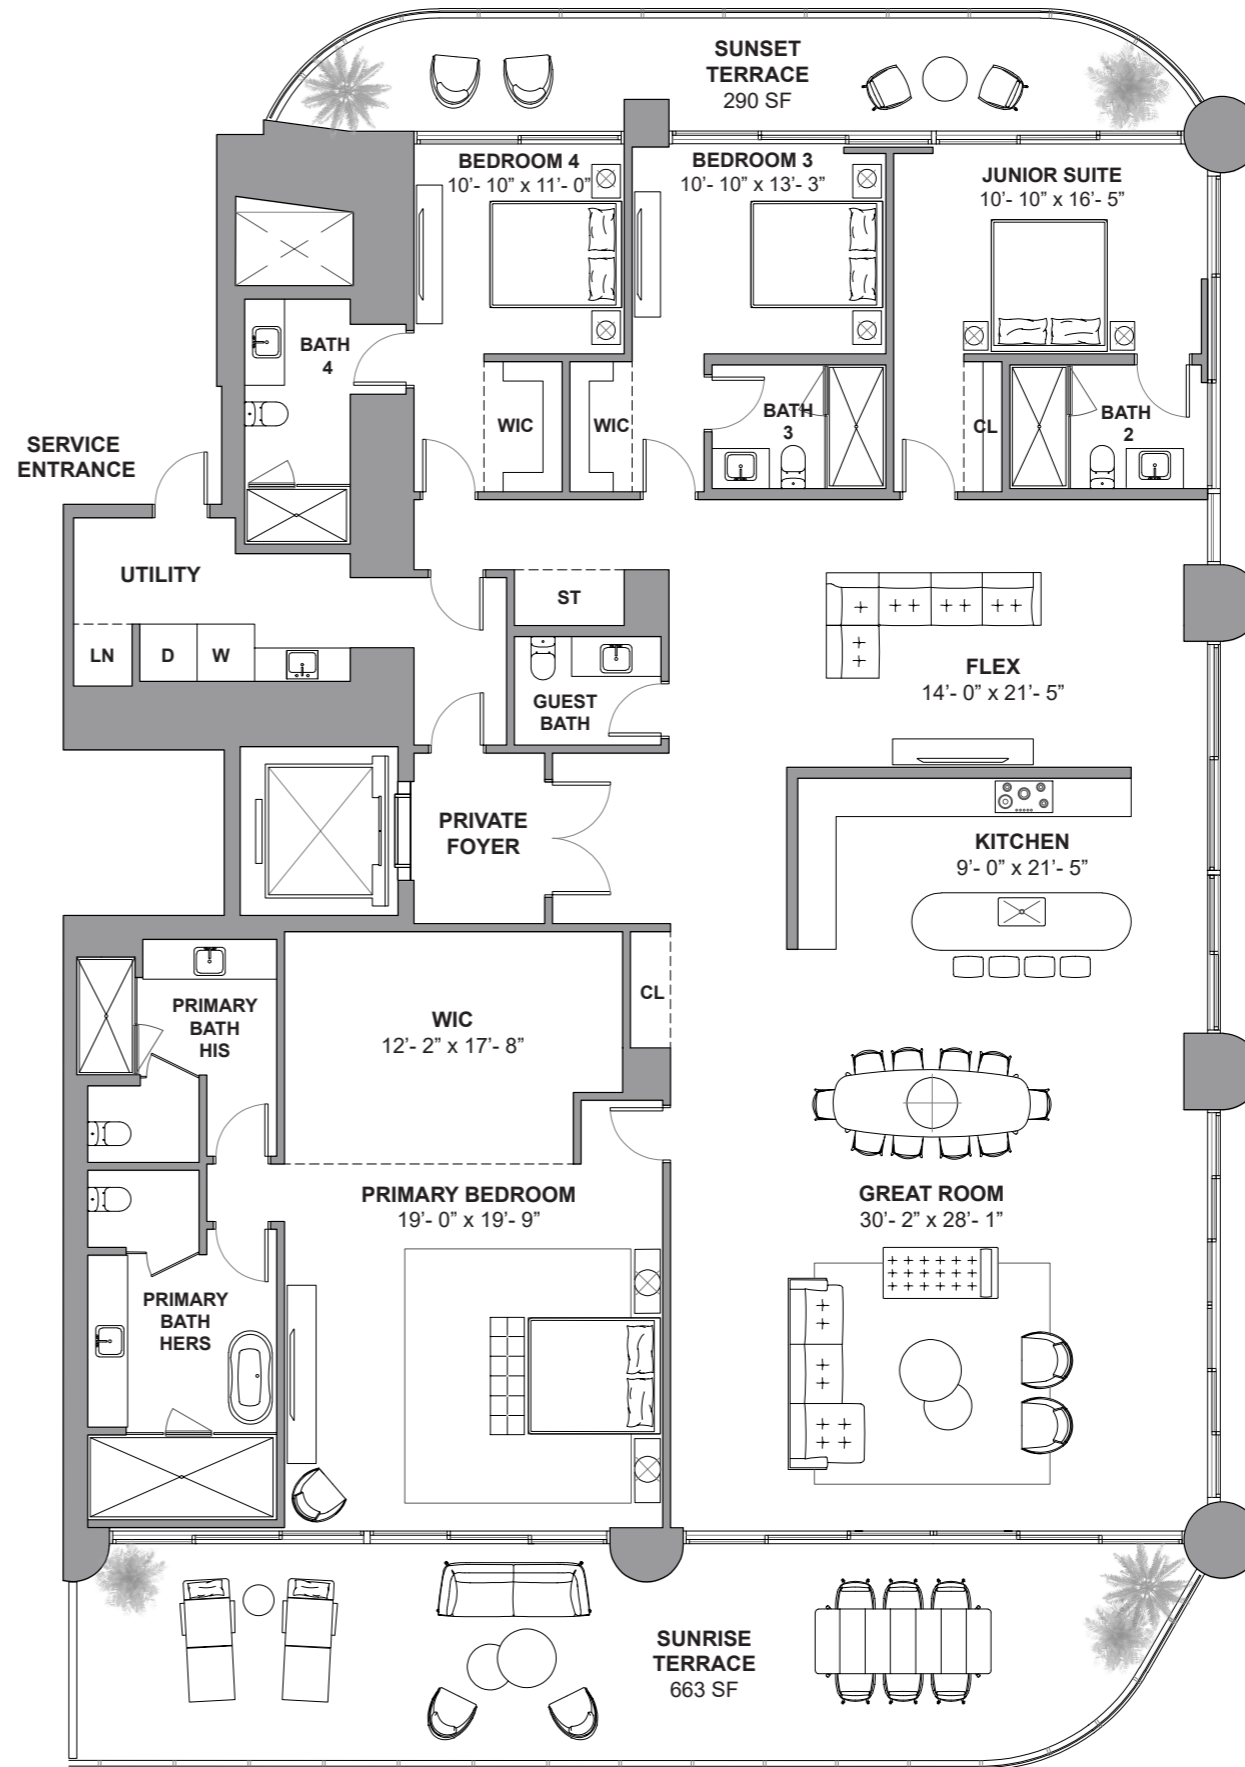 SUNSET
TERRACE
290 SF
BEDROOM 4
10'- 10" x 11'- 0"
BEDROOM 3
10'- 10" x 13'- 3"
JUNIOR SUITE
10'- 10" x 16'- 5"
BATH
4
WIC
WIC
BATH
3
CL
BATH
2
SERVICE
ENTRANCE
UTILITY
ST
LN
D
W
GUEST
BATH
FLEX
14'- 0" x 21'- 5"
PRIVATE
FOYER
KITCHEN
9'- 0" x 21'- 5"
PRIMARY
BATH
HIS
WIC
12'- 2" x 17'- 8"
CL
PRIMARY BEDROOM
19'- 0" x 19'- 9"
GREAT ROOM
30'- 2" x 28'- 1"
PRIMARY
BATH
HERS
SUNRISE
TERRACE
663 SF